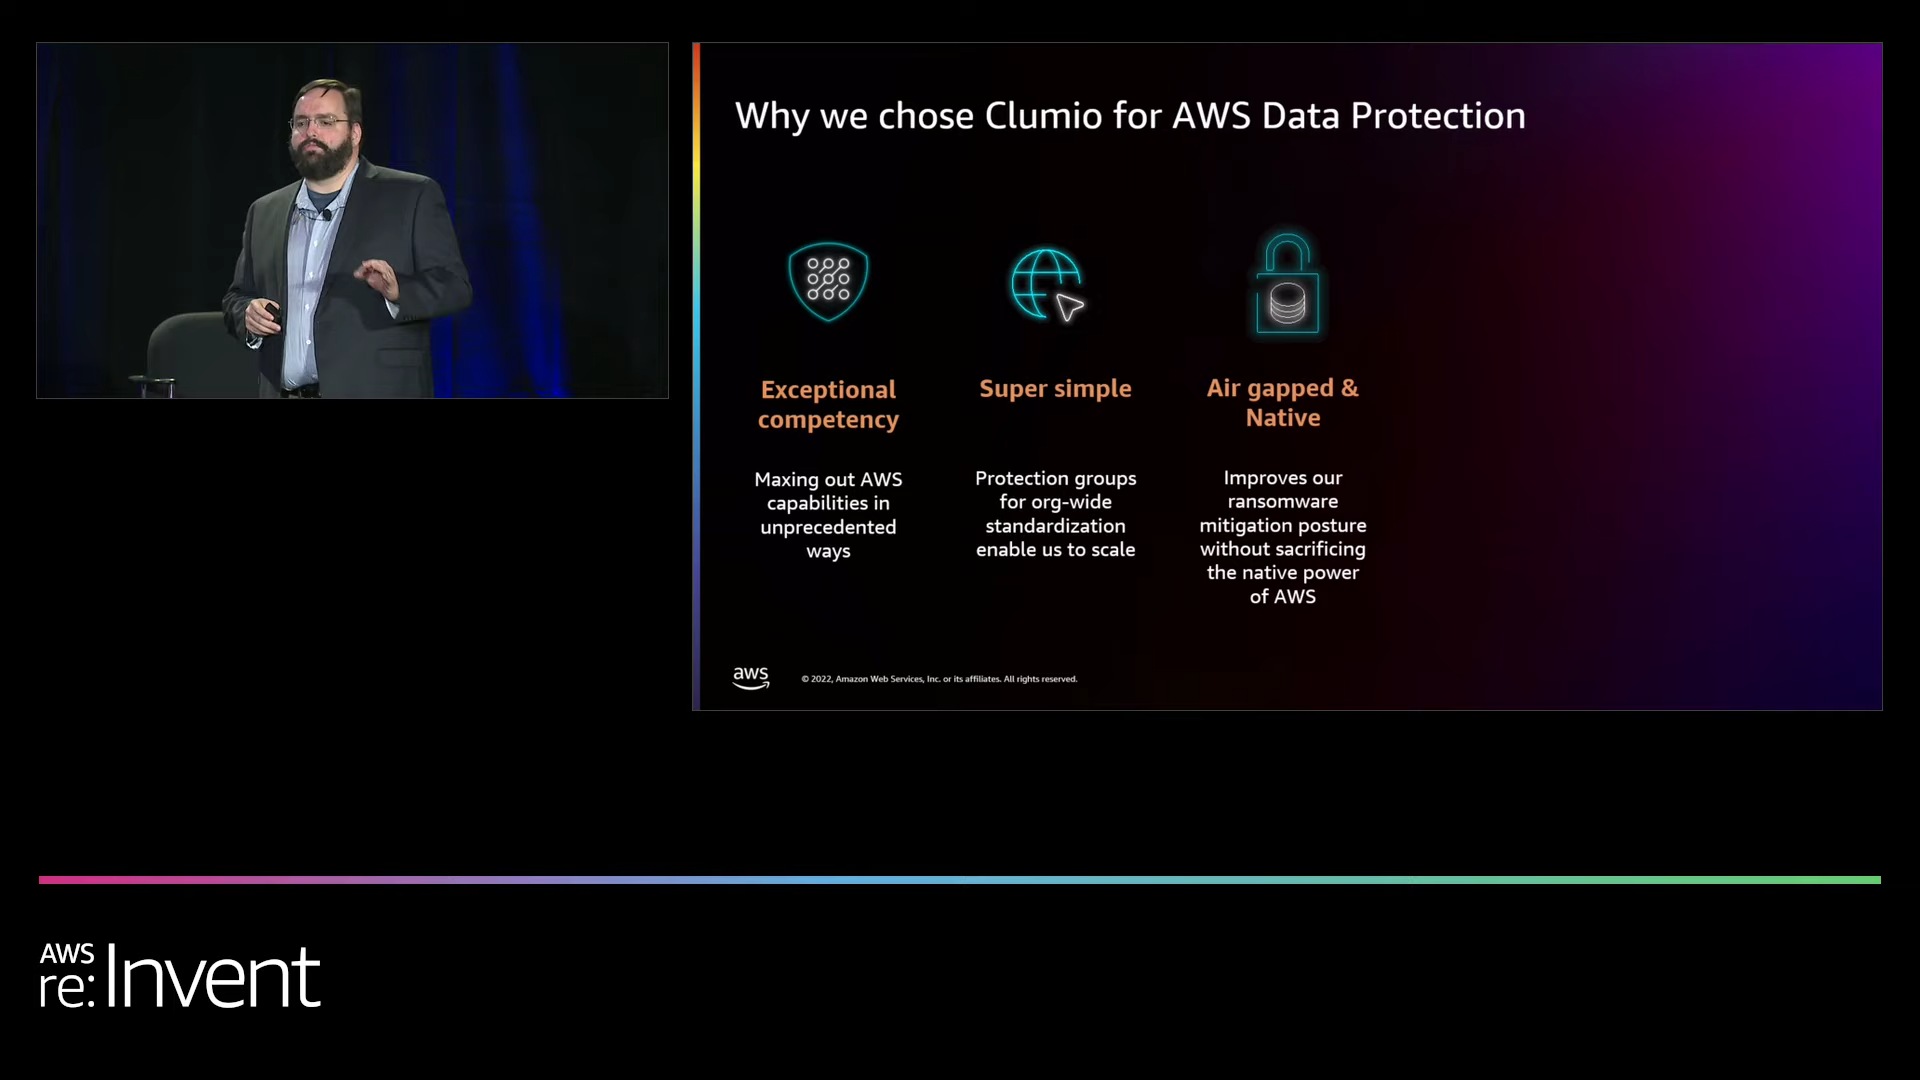 Why we chose Clumio for AWS Data Protection
Exceptional
competency
Maxing out AWS
capabilities in
unprecedented
ways
Super simple
Protection groups
for org-wide
standardization
enable us to scale
Air gapped &
Native
Improves our
ransomware
mitigation posture
without sacrificing
the native power
of AWS
aws
© 2022, Amazon Web Services, Inc. or its affiliates. All rights reserved.
AWS
re:Invent